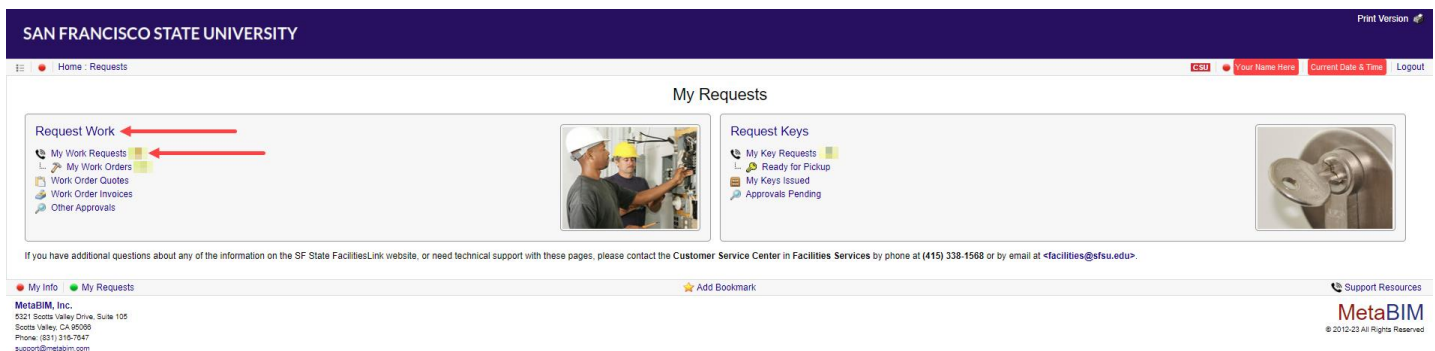 Print Version
SAN FRANCISCO STATE UNIVERSITY
Home : Requests
CSU Your Name Here Current Date & Time Logout
My Requests
Request Work
My Work Requests
My Work Orders
Work Order Quotes
Work Order Invoices
Other Approvals
Request Keys
My Key Requests
Ready for Pickup
My Keys Issued
Approvals Pending
If you have additional questions about any of the information on the SF State FacilitiesLink website, or need technical support with these pages, please contact the Customer Service Center in Facilities Services by phone at (415) 338-1568 or by email at <facilities@sfsu.edu>.
My Info My Requests Add Bookmark Support Resources
MetaBIM, Inc.
5321 Scotts Valley Drive, Suite 105
Scotts Valley, CA 95066
Phone: (831) 316-7647
support@metabim.com
MetaBIM
© 2012-23 All Rights Reserved